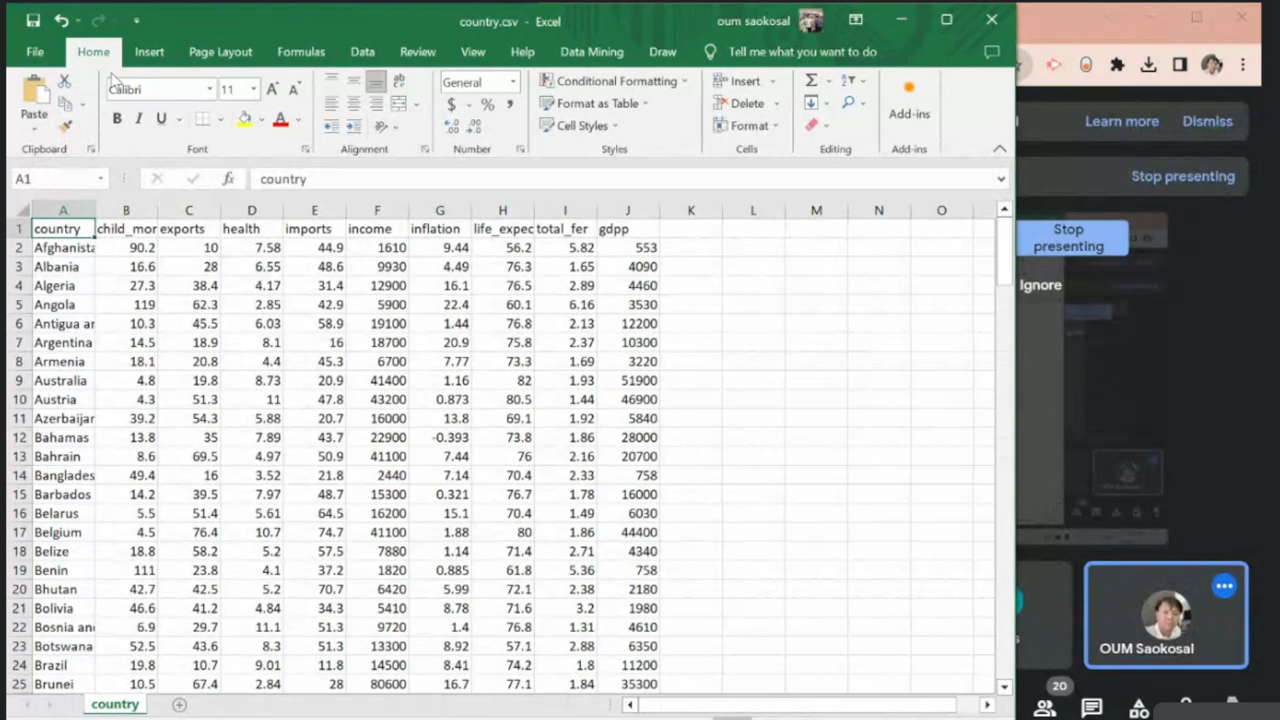 country.csv - Excel
oum saokosal
File Home Insert Page Layout Formulas Data Review View Help Data Mining Draw Tell me what you want to do
Calibri 11 General Conditional Formatting Insert
Paste $ % Format as Table Delete Add-ins
B I U A Cell Styles Format
Clipboard Font Alignment Number Styles Cells Editing Add-ins
A1 fx country
A B C D E F G H I J K L M N O
1 country child_mor exports health imports income inflation life_expec total_fer gdpp
2 Afghanista 90.2 10 7.58 44.9 1610 9.44 56.2 5.82 553
3 Albania 16.6 28 6.55 48.6 9930 4.49 76.3 1.65 4090
4 Algeria 27.3 38.4 4.17 31.4 12900 16.1 76.5 2.89 4460
5 Angola 119 62.3 2.85 42.9 5900 22.4 60.1 6.16 3530
6 Antigua ar 10.3 45.5 6.03 58.9 19100 1.44 76.8 2.13 12200
7 Argentina 14.5 18.9 8.1 16 18700 20.9 75.8 2.37 10300
8 Armenia 18.1 20.8 4.4 45.3 6700 7.77 73.3 1.69 3220
9 Australia 4.8 19.8 8.73 20.9 41400 1.16 82 1.93 51900
10 Austria 4.3 51.3 11 47.8 43200 0.873 80.5 1.44 46900
11 Azerbaijar 39.2 54.3 5.88 20.7 16000 13.8 69.1 1.92 5840
12 Bahamas 13.8 35 7.89 43.7 22900 -0.393 73.8 1.86 28000
13 Bahrain 8.6 69.5 4.97 50.9 41100 7.44 76 2.16 20700
14 Banglades 49.4 16 3.52 21.8 2440 7.14 70.4 2.33 758
15 Barbados 14.2 39.5 7.97 48.7 15300 0.321 76.7 1.78 16000
16 Belarus 5.5 51.4 5.61 64.5 16200 15.1 70.4 1.49 6030
17 Belgium 4.5 76.4 10.7 74.7 41100 1.88 80 1.86 44400
18 Belize 18.8 58.2 5.2 57.5 7880 1.14 71.4 2.71 4340
19 Benin 111 23.8 4.1 37.2 1820 0.885 61.8 5.36 758
20 Bhutan 42.7 42.5 5.2 70.7 6420 5.99 72.1 2.38 2180
21 Bolivia 46.6 41.2 4.84 34.3 5410 8.78 71.6 3.2 1980
22 Bosnia and 6.9 29.7 11.1 51.3 9720 1.4 76.8 1.31 4610
23 Botswana 52.5 43.6 8.3 51.3 13300 8.92 57.1 2.88 6350
24 Brazil 19.8 10.7 9.01 11.8 14500 8.41 74.2 1.8 11200
25 Brunei 10.5 67.4 2.84 28 80600 16.7 77.1 1.84 35300
country
Learn more Dismiss
Stop presenting
Stop
presenting
Ignore
OUM Saokosal
20